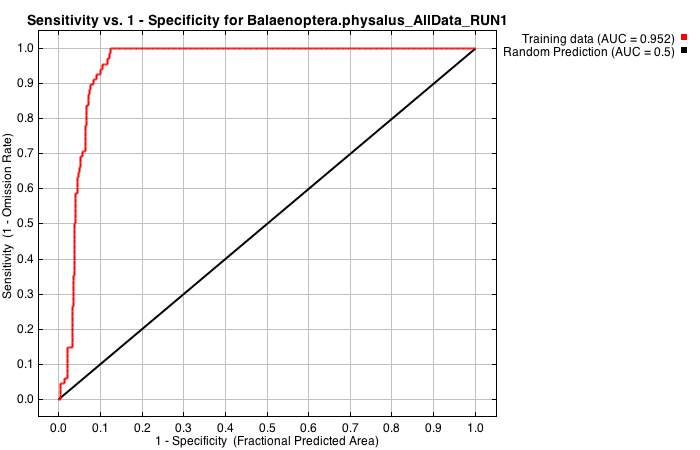 Sensitivity vs. 1 - Specificity for Balaenoptera.physalus_AllData_RUN1
Training data (AUC = 0.952)
Random Prediction (AUC = 0.5)
Sensitivity (1 - Omission Rate)
1.0
0.9
0.8
0.7
0.6
0.5
0.4
0.3
0.2
0.1
0.0
0.0 0.1 0.2 0.3 0.4 0.5 0.6 0.7 0.8 0.9 1.0
1 - Specificity (Fractional Predicted Area)